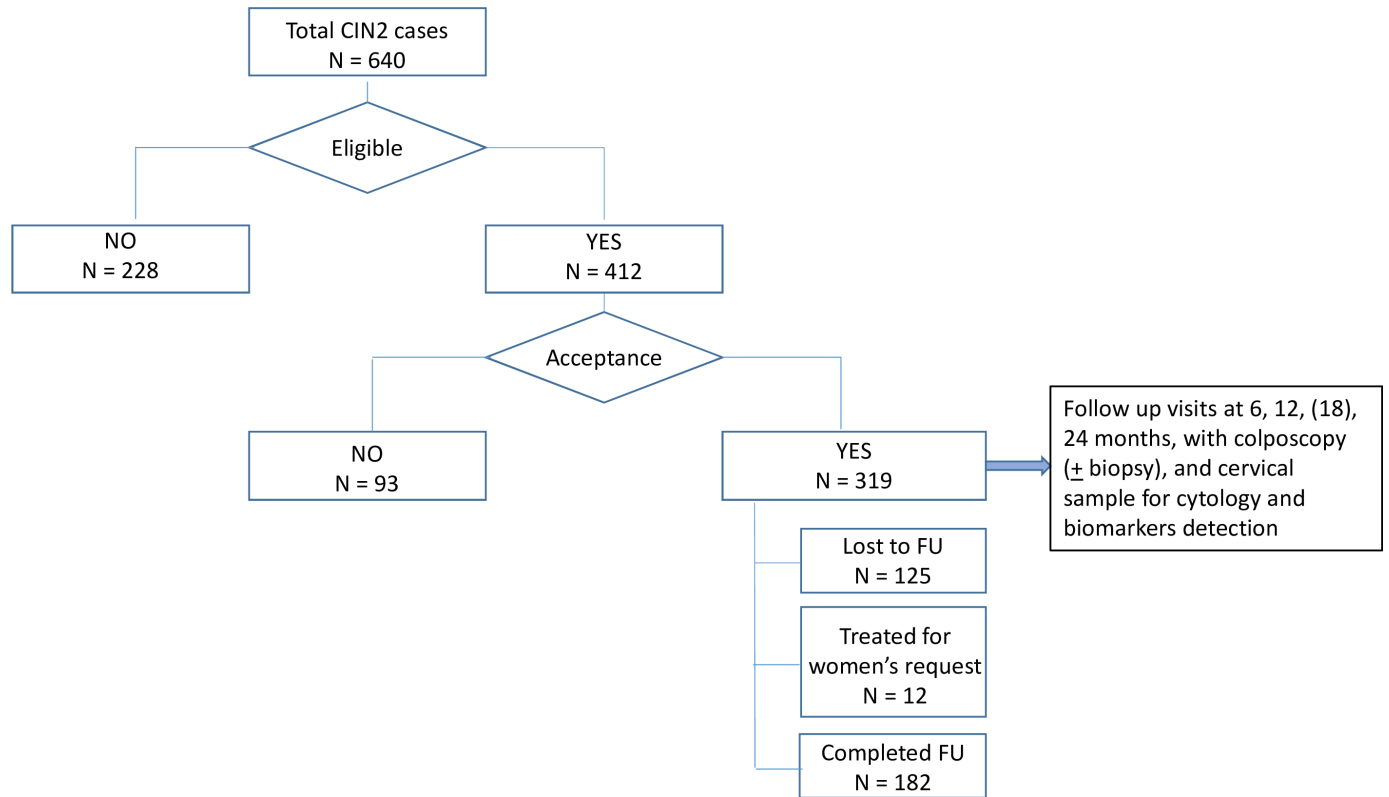 Total CIN2 cases
N = 640
Eligible
NO
N = 228
YES
N = 412
Acceptance
NO
N = 93
YES
N = 319
Follow up visits at 6, 12, (18),
24 months, with colposcopy
(+ biopsy), and cervical
sample for cytology and
biomarkers detection
Lost to FU
N = 125
Treated for
women’s request
N = 12
Completed FU
N = 182